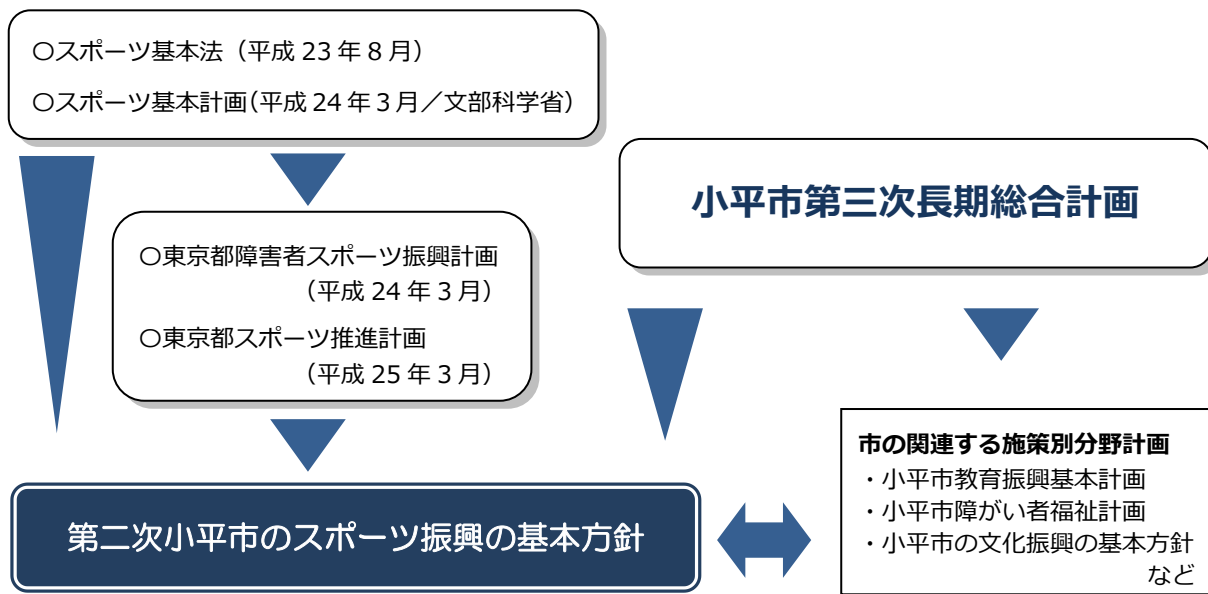 ○スポーツ基本法（平成 23 年 8 月）
○スポーツ基本計画（平成 24 年 3 月／文部科学省）
小平市第三次長期総合計画
○東京都障害者スポーツ振興計画
（平成 24 年 3 月）
○東京都スポーツ推進計画
（平成 25 年 3 月）
市の関連する施策別分野計画
・小平市教育振興基本計画
・小平市障がい者福祉計画
・小平市の文化振興の基本方針
など
第二次小平市のスポーツ振興の基本方針